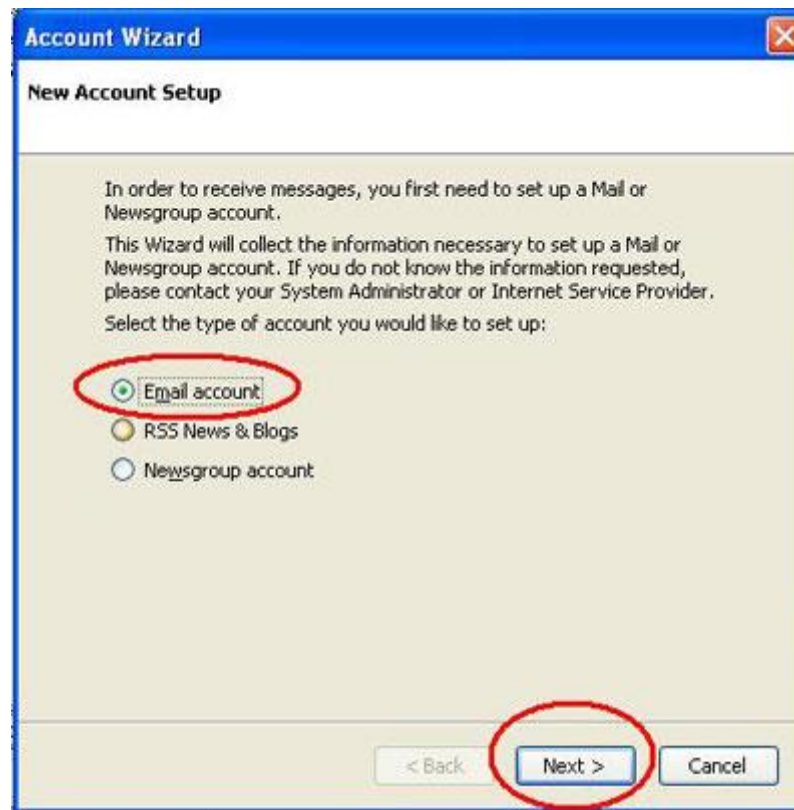 Account Wizard
New Account Setup
In order to receive messages, you first need to set up a Mail or
Newsgroup account.
This Wizard will collect the information necessary to set up a Mail or
Newsgroup account. If you do not know the information requested,
please contact your System Administrator or Internet Service Provider.
Select the type of account you would like to set up:
Email account
RSS News & Blogs
Newsgroup account
< Back Next > Cancel